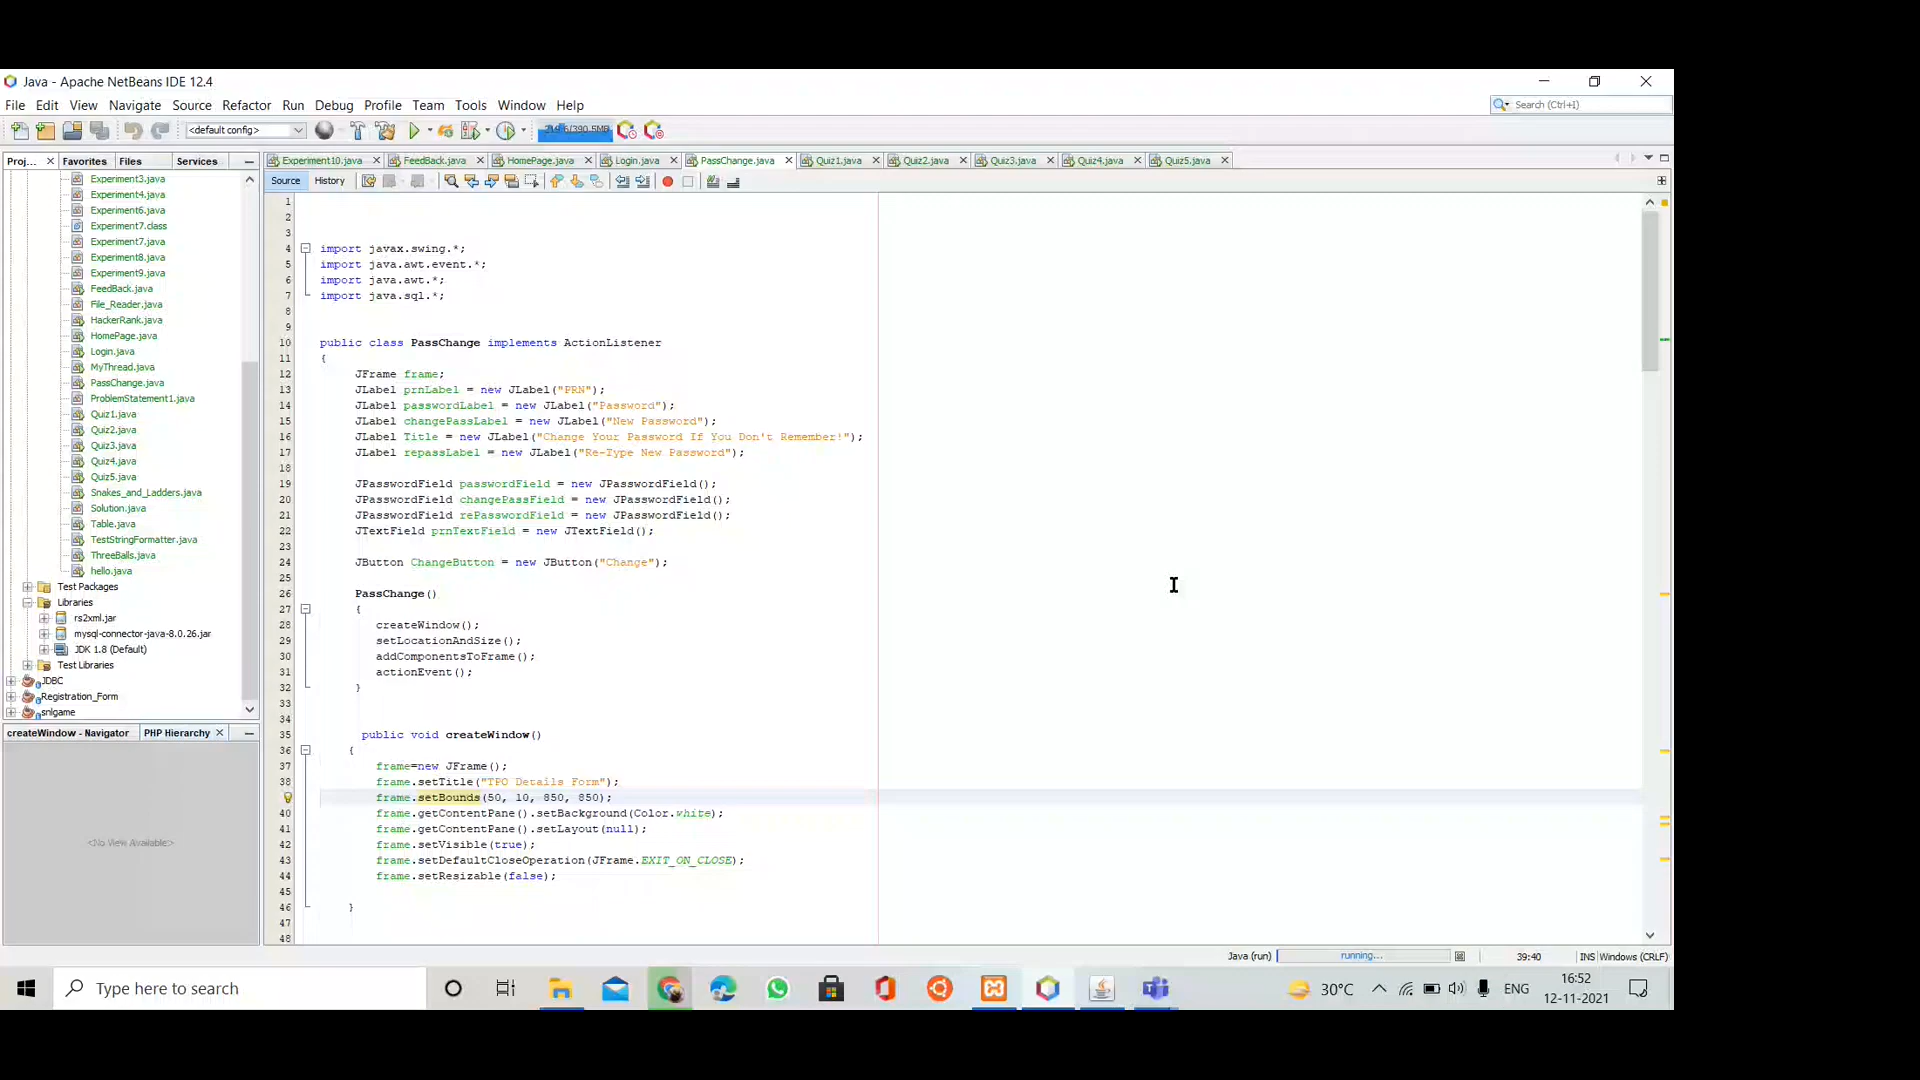 Java - Apache NetBeans IDE 12.4
File Edit View Navigate Source Refactor Run Debug Profile Team Tools Window Help
Search (Ctrl+I)
<default config>
/390.5MB
Proj... Favorites Files Services
Experiment10.java FeedBack.java HomePage.java Login.java PassChange.java Quiz1.java Quiz2.java Quiz3.java Quiz4.java Quiz5.java
Source History
Experiment3.java
Experiment4.java
Experiment6.java
Experiment7.class
Experiment7.java
Experiment8.java
Experiment9.java
FeedBack.java
File_Reader.java
HackerRank.java
HomePage.java
Login.java
MyThread.java
PassChange.java
ProblemStatement1.java
Quiz1.java
Quiz2.java
Quiz3.java
Quiz4.java
Quiz5.java
Snakes_and_Ladders.java
Solution.java
Table.java
TestStringFormatter.java
ThreeBalls.java
hello.java
Test Packages
Libraries
rs2xml.jar
mysql-connector-java-8.0.26.jar
JDK 1.8 (Default)
Test Libraries
JDBC
Registration_Form
snlgame
createWindow - Navigator PHP Hierarchy
<No View Available>
1
2
3
4 import javax.swing.*;
5 import java.awt.event.*;
6 import java.awt.*;
7 import java.sql.*;
8
9
10 public class PassChange implements ActionListener
11 {
12 JFrame frame;
13 JLabel prnLabel = new JLabel("PRN");
14 JLabel passwordLabel = new JLabel("Password");
15 JLabel changePassLabel = new JLabel("New Password");
16 JLabel Title = new JLabel("Change Your Password If You Don't Remember!");
17 JLabel repassLabel = new JLabel("Re-Type New Password");
18
19 JPasswordField passwordField = new JPasswordField();
20 JPasswordField changePassField = new JPasswordField();
21 JPasswordField rePasswordField = new JPasswordField();
22 JTextField prnTextField = new JTextField();
23
24 JButton ChangeButton = new JButton("Change");
25
26 PassChange()
27 {
28 createWindow();
29 setLocationAndSize();
30 addComponentsToFrame();
31 actionEvent();
32 }
33
34
35 public void createWindow()
36 {
37 frame=new JFrame();
38 frame.setTitle("TPO Details Form");
frame.setBounds(50, 10, 850, 850);
40 frame.getContentPane().setBackground(Color.white);
41 frame.getContentPane().setLayout(null);
42 frame.setVisible(true);
43 frame.setDefaultCloseOperation(JFrame.EXIT_ON_CLOSE);
44 frame.setResizable(false);
45
46 }
47
48
Java (run) running... 39:40 INS Windows (CRLF)
Type here to search
30°C ENG
16:52
12-11-2021